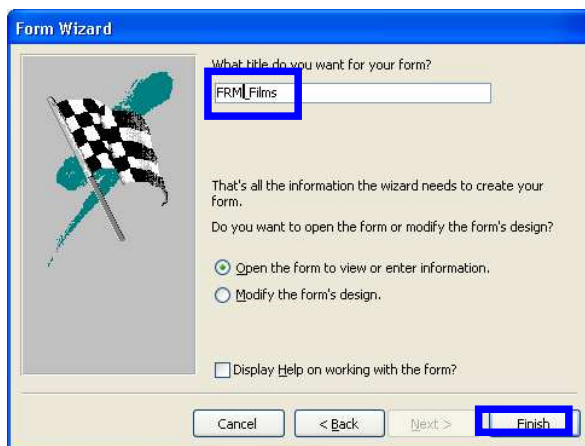 Form Wizard
What title do you want for your form?
FRM_Films
That's all the information the wizard needs to create your
form.
Do you want to open the form or modify the form's design?
Open the form to view or enter information.
Modify the form's design.
Display Help on working with the form?
Cancel < Back Next > Finish